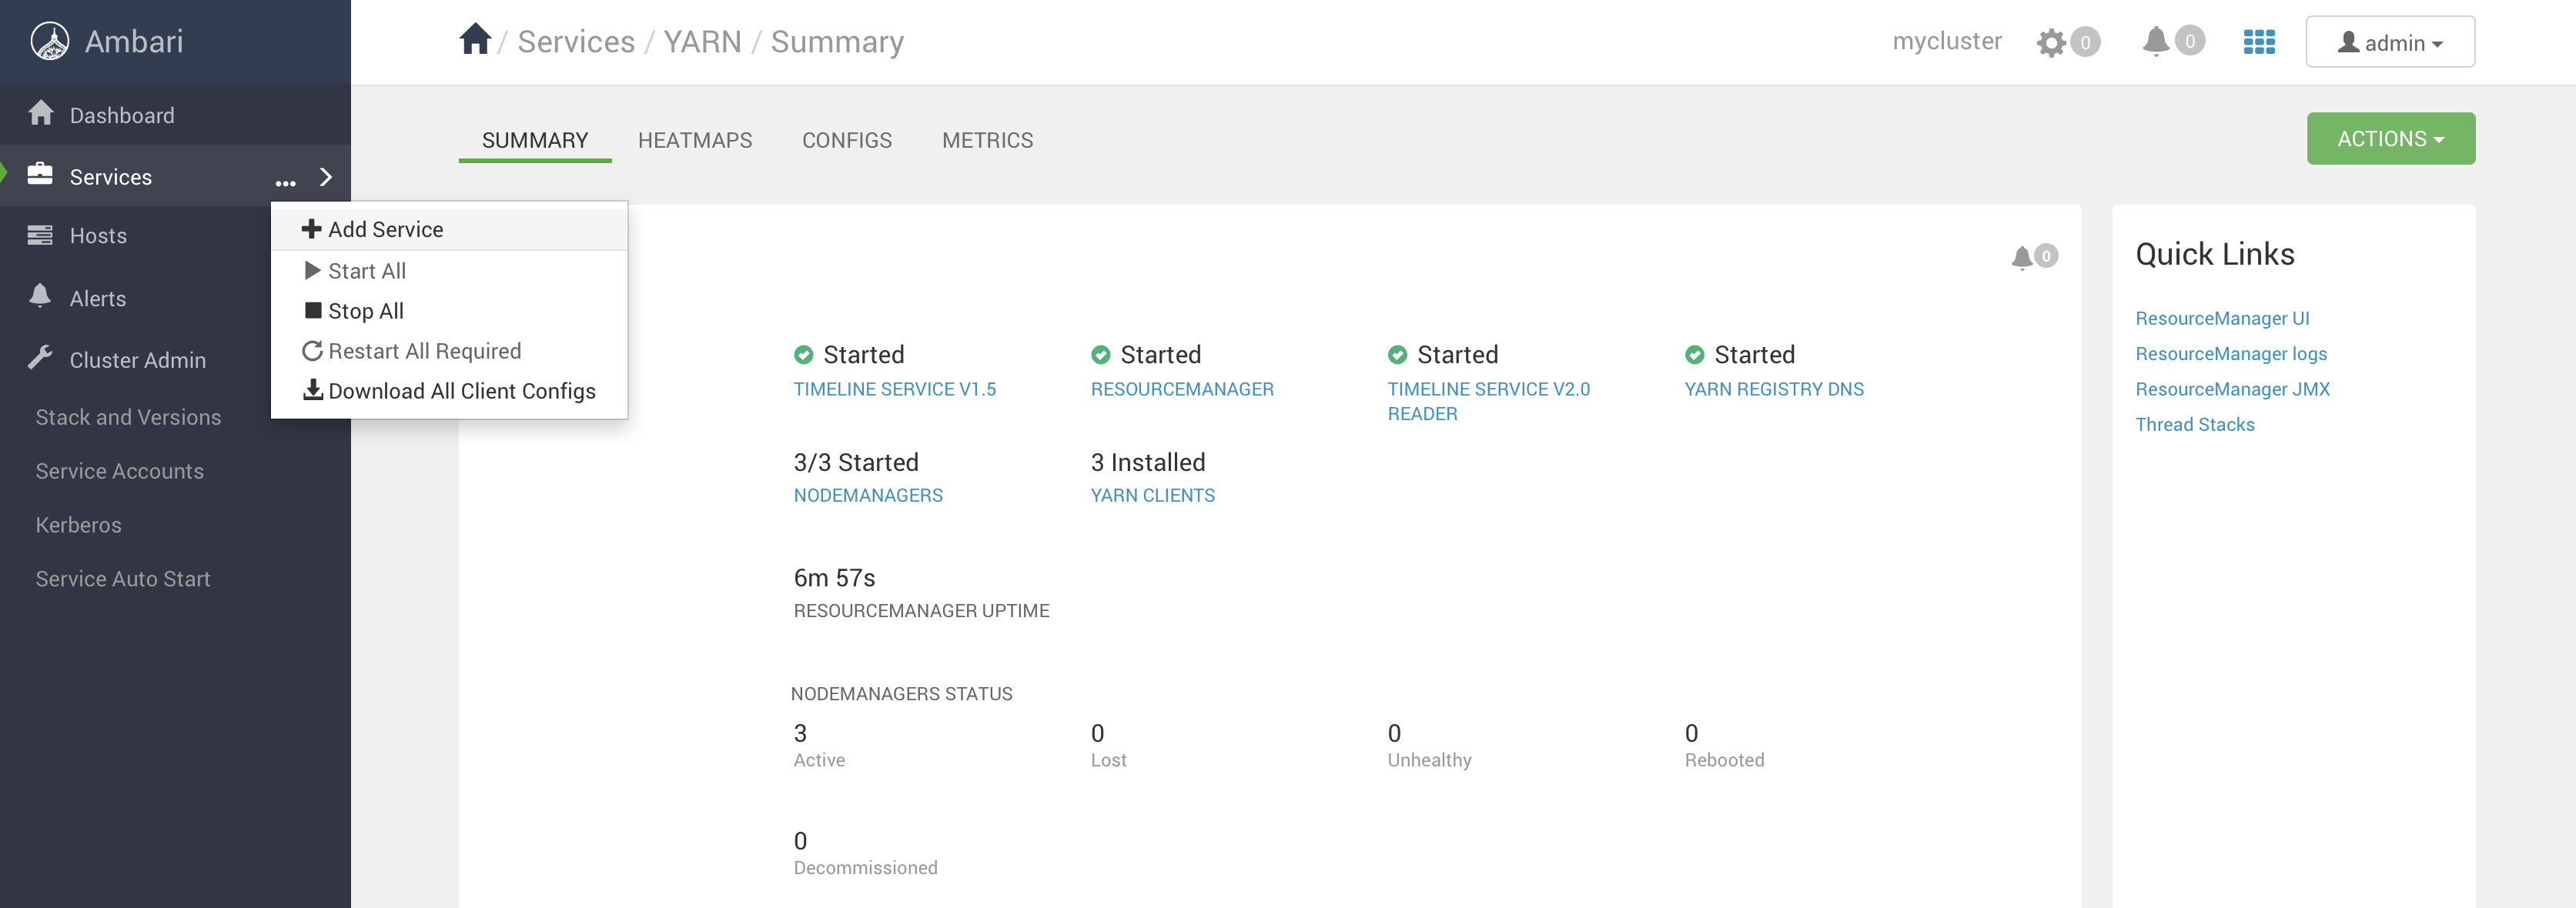 Ambari
/ Services / YARN / Summary
mycluster 0 0 admin
Dashboard
Services ...
Hosts
Alerts
Cluster Admin
Stack and Versions
Service Accounts
Kerberos
Service Auto Start
Add Service
Start All
Stop All
Restart All Required
Download All Client Configs
SUMMARY HEATMAPS CONFIGS METRICS
ACTIONS
0
Started Started Started Started
TIMELINE SERVICE V1.5 RESOURCEMANAGER TIMELINE SERVICE V2.0 YARN REGISTRY DNS
READER
3/3 Started 3 Installed
NODEMANAGERS YARN CLIENTS
6m 57s
RESOURCEMANAGER UPTIME
NODEMANAGERS STATUS
3 0 0 0
Active Lost Unhealthy Rebooted
0
Decommissioned
Quick Links
ResourceManager UI
ResourceManager logs
ResourceManager JMX
Thread Stacks